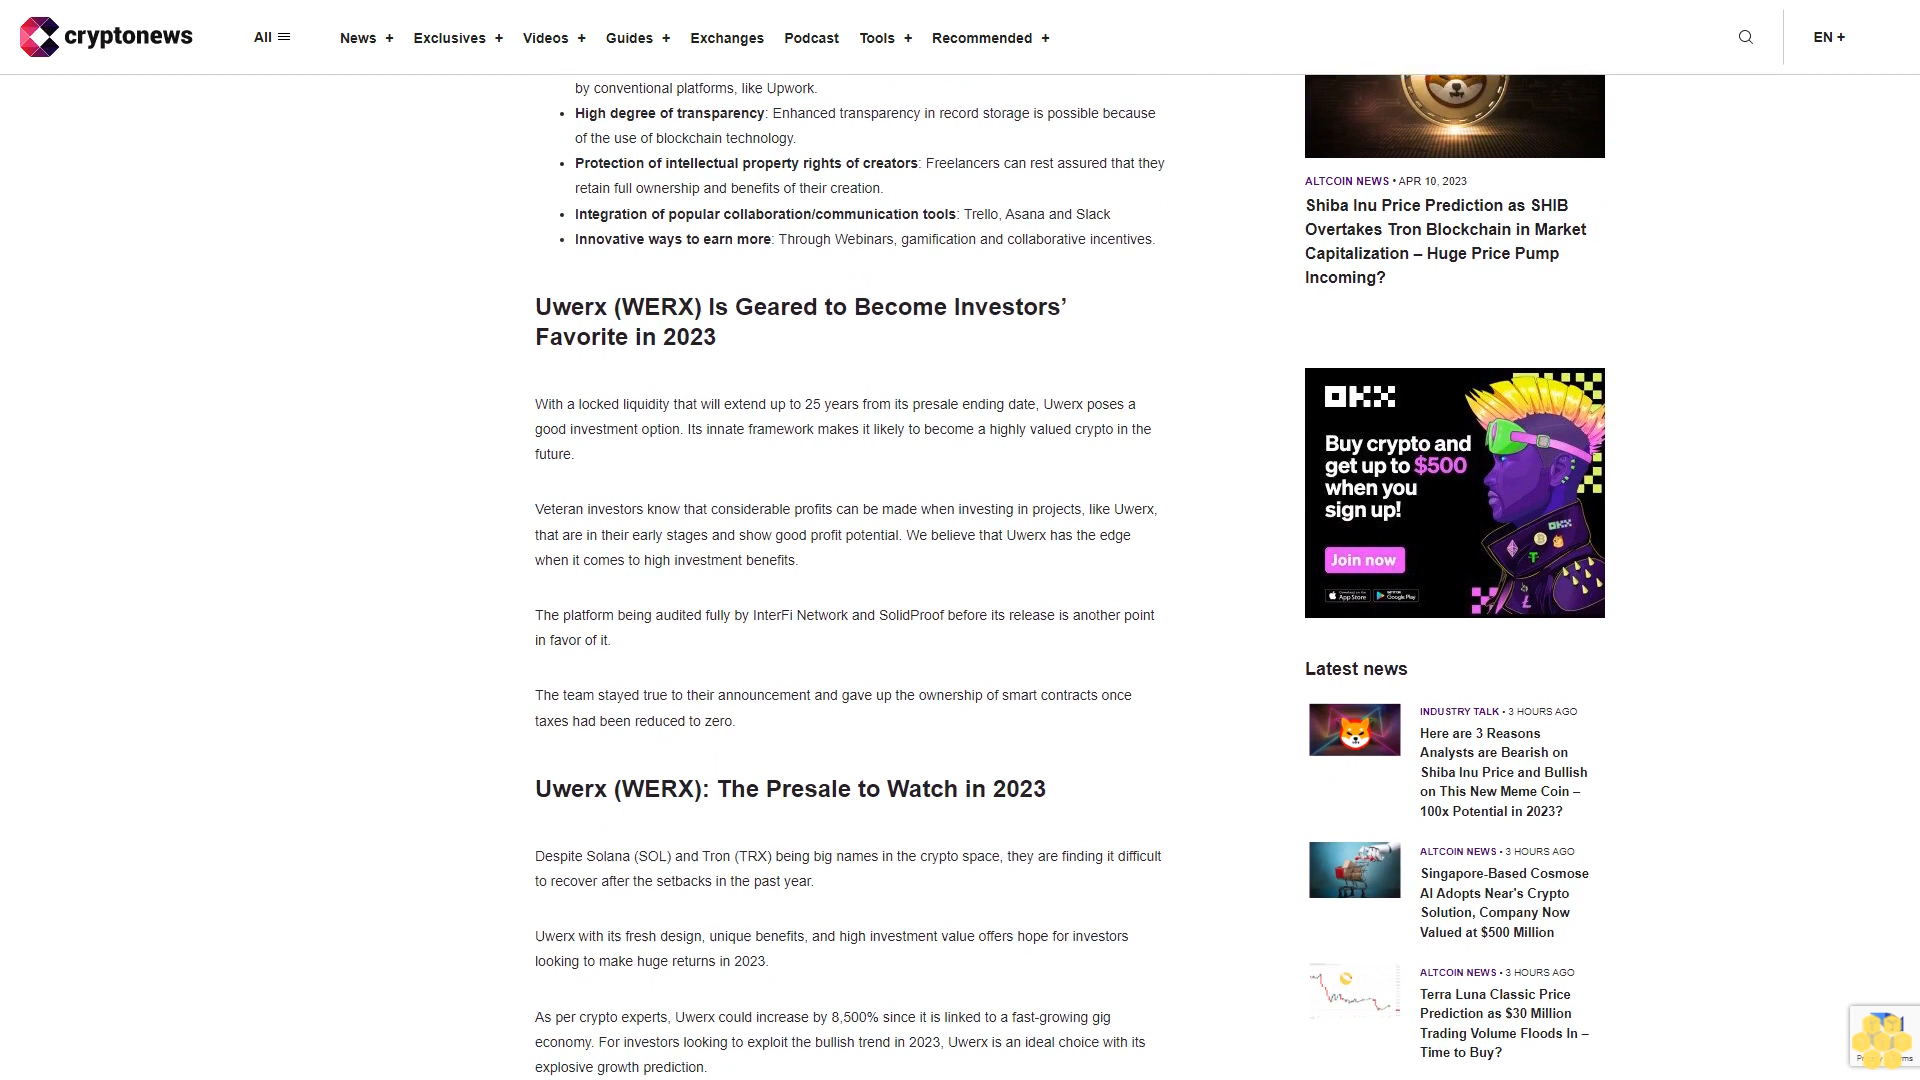 cryptonews
All
News +
Exclusives +
Videos +
Guides +
Exchanges
Podcast
Tools +
Recommended +
EN +
by conventional platforms, like Upwork.
• High degree of transparency: Enhanced transparency in record storage is possible because
of the use of blockchain technology.
• Protection of intellectual property rights of creators: Freelancers can rest assured that they
retain full ownership and benefits of their creation.
• Integration of popular collaboration/communication tools: Trello, Asana and Slack
• Innovative ways to earn more: Through Webinars, gamification and collaborative incentives.
Uwerx (WERX) Is Geared to Become Investors’
Favorite in 2023
With a locked liquidity that will extend up to 25 years from its presale ending date, Uwerx poses a
good investment option. Its innate framework makes it likely to become a highly valued crypto in the
future.
Veteran investors know that considerable profits can be made when investing in projects, like Uwerx,
that are in their early stages and show good profit potential. We believe that Uwerx has the edge
when it comes to high investment benefits.
The platform being audited fully by InterFi Network and SolidProof before its release is another point
in favor of it.
The team stayed true to their announcement and gave up the ownership of smart contracts once
taxes had been reduced to zero.
Uwerx (WERX): The Presale to Watch in 2023
Despite Solana (SOL) and Tron (TRX) being big names in the crypto space, they are finding it difficult
to recover after the setbacks in the past year.
Uwerx with its fresh design, unique benefits, and high investment value offers hope for investors
looking to make huge returns in 2023.
As per crypto experts, Uwerx could increase by 8,500% since it is linked to a fast-growing gig
economy. For investors looking to exploit the bullish trend in 2023, Uwerx is an ideal choice with its
explosive growth prediction.
ALTCOIN NEWS • APR 10, 2023
Shiba Inu Price Prediction as SHIB
Overtakes Tron Blockchain in Market
Capitalization – Huge Price Pump
Incoming?
OKX
Buy crypto and
get up to $500
when you
sign up!
Join now
App Store
Google Play
OKX
Latest news
INDUSTRY TALK • 3 HOURS AGO
Here are 3 Reasons
Analysts are Bearish on
Shiba Inu Price and Bullish
on This New Meme Coin –
100x Potential in 2023?
ALTCOIN NEWS • 3 HOURS AGO
Singapore-Based Cosmose
AI Adopts Near's Crypto
Solution, Company Now
Valued at $500 Million
ALTCOIN NEWS • 3 HOURS AGO
Terra Luna Classic Price
Prediction as $30 Million
Trading Volume Floods In –
Time to Buy?